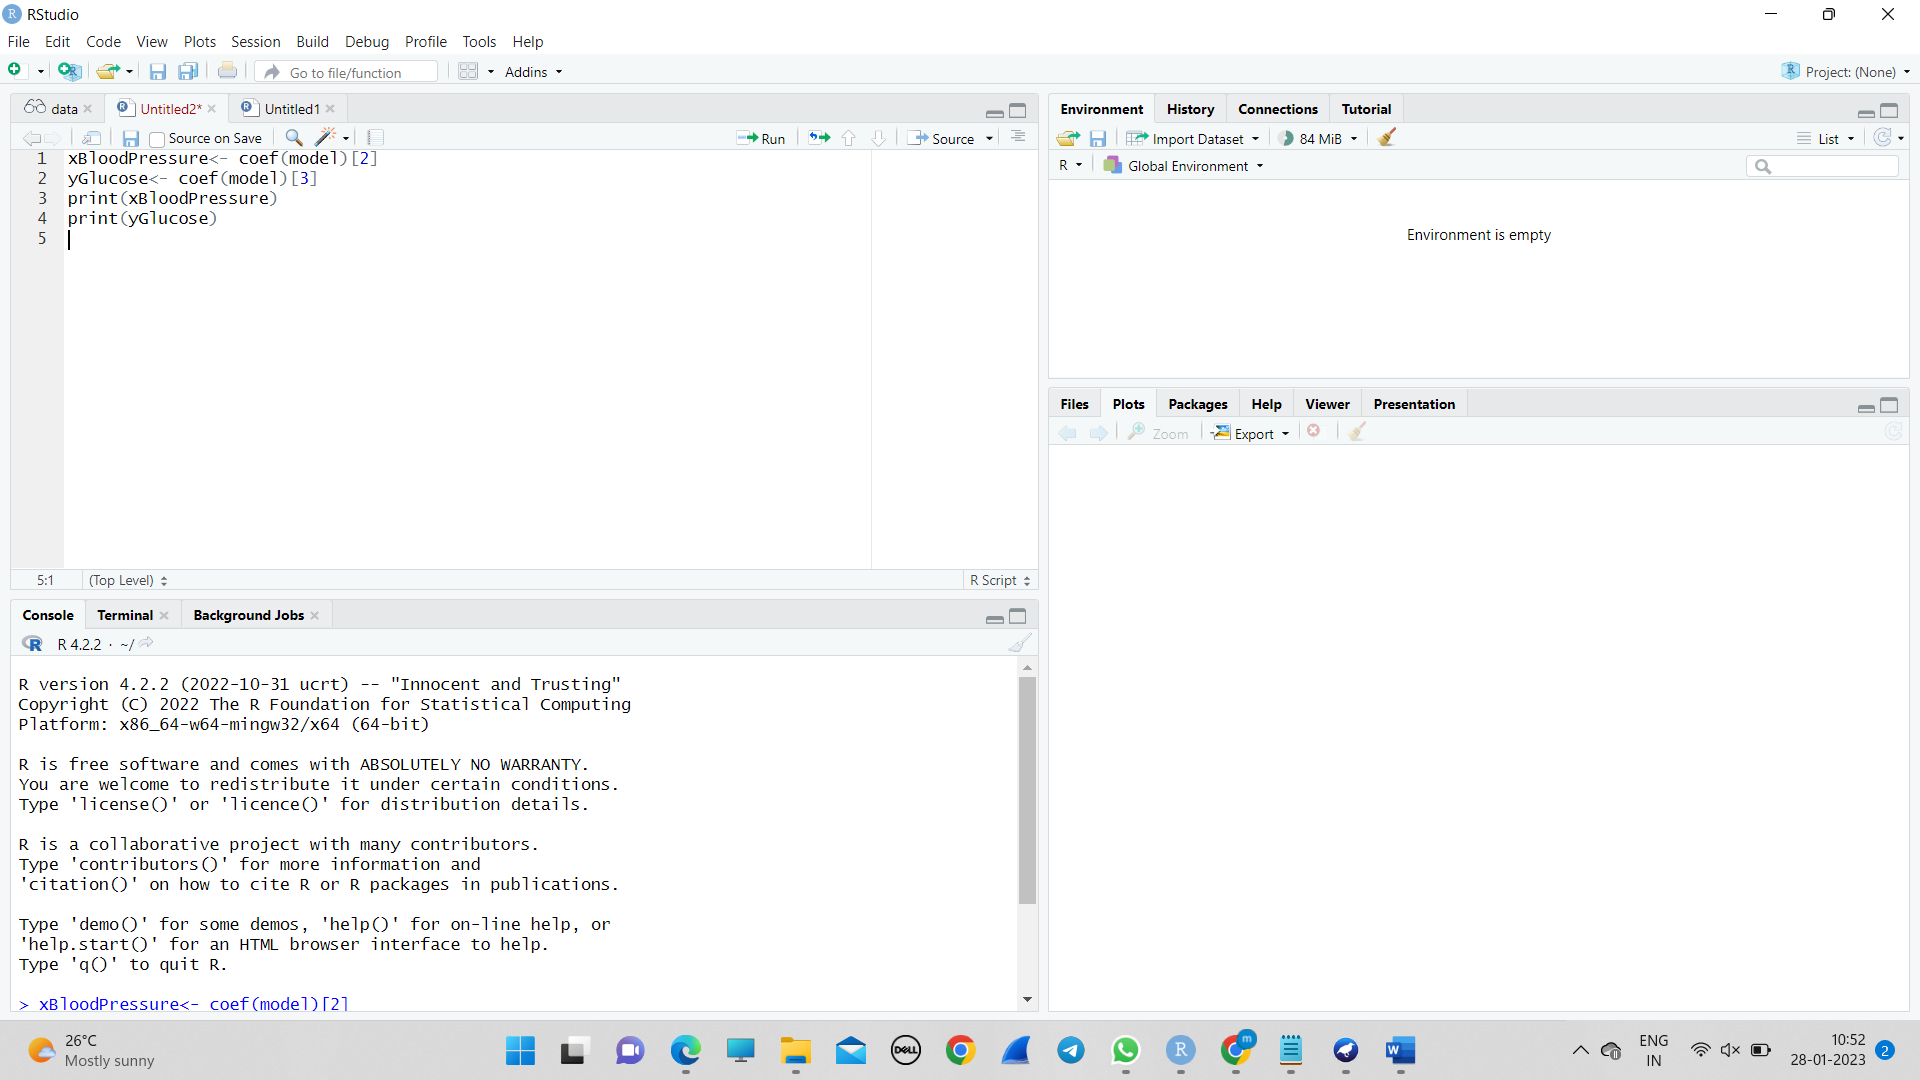 RStudio
File Edit Code View Plots Session Build Debug Profile Tools Help
Go to file/function Addins Project: (None)
data Untitled2* Untitled1
Source on Save Run Source
1 xBloodPressure<- coef(model)[2]
2 yGlucose<- coef(model)[3]
3 print(xBloodPressure)
4 print(yGlucose)
5
5:1 (Top Level) R Script
Console Terminal Background Jobs
R 4.2.2 · ~/
R version 4.2.2 (2022-10-31 ucrt) -- "Innocent and Trusting"
Copyright (C) 2022 The R Foundation for Statistical Computing
Platform: x86_64-w64-mingw32/x64 (64-bit)
R is free software and comes with ABSOLUTELY NO WARRANTY.
You are welcome to redistribute it under certain conditions.
Type 'license()' or 'licence()' for distribution details.
R is a collaborative project with many contributors.
Type 'contributors()' for more information and
'citation()' on how to cite R or R packages in publications.
Type 'demo()' for some demos, 'help()' for on-line help, or
'help.start()' for an HTML browser interface to help.
Type 'q()' to quit R.
> xBloodPressure<- coef(model)[2]
Environment History Connections Tutorial
Import Dataset 84 MiB List
R Global Environment
Environment is empty
Files Plots Packages Help Viewer Presentation
Zoom Export
26°C
Mostly sunny
DELL
R
m
W
ENG
IN
10:52
28-01-2023
2